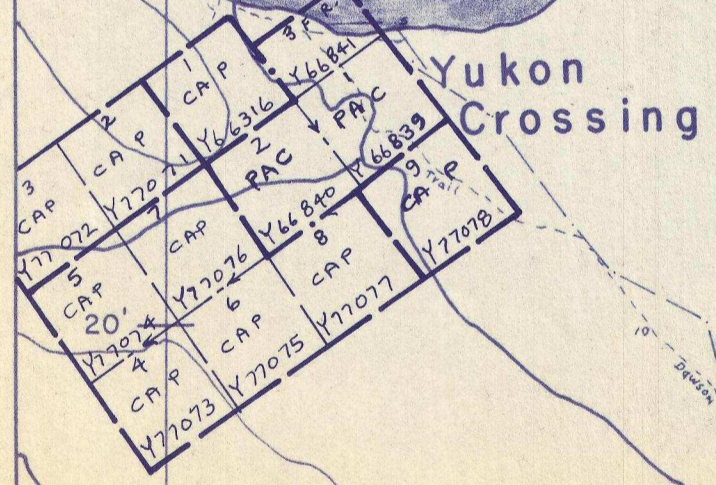 3 FR.
Y66841
1
CAP
Y66316
Yukon
Crossing
2
CAP
Y77071
PAC
Y66839
2
PAC
Y66840
3
CAP
Y77072
9
CAP
Y77078
Trail
7
CAP
Y77076
8
CAP
Y77077
5
CAP
20'
Y77074
6
CAP
Y77075
4
CAP
Y77073
To
Dawson